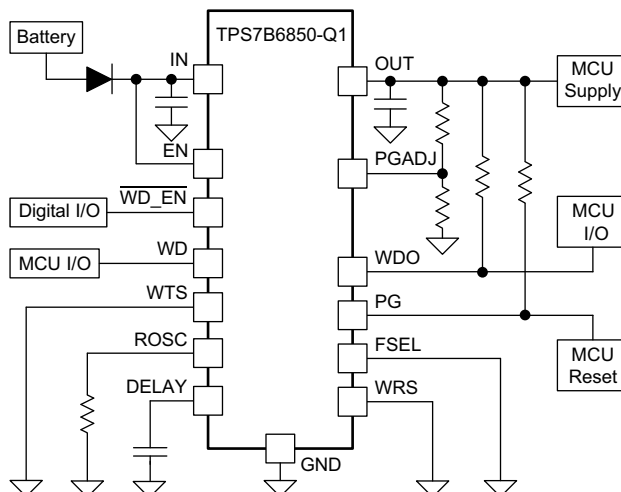 TPS7B6850-Q1
Battery
IN
OUT
MCU
Supply
EN
PGADJ
WD_EN
Digital I/O
MCU
I/O
WD
MCU I/O
WDO
WTS
PG
ROSC
FSEL
MCU
Reset
DELAY
WRS
GND